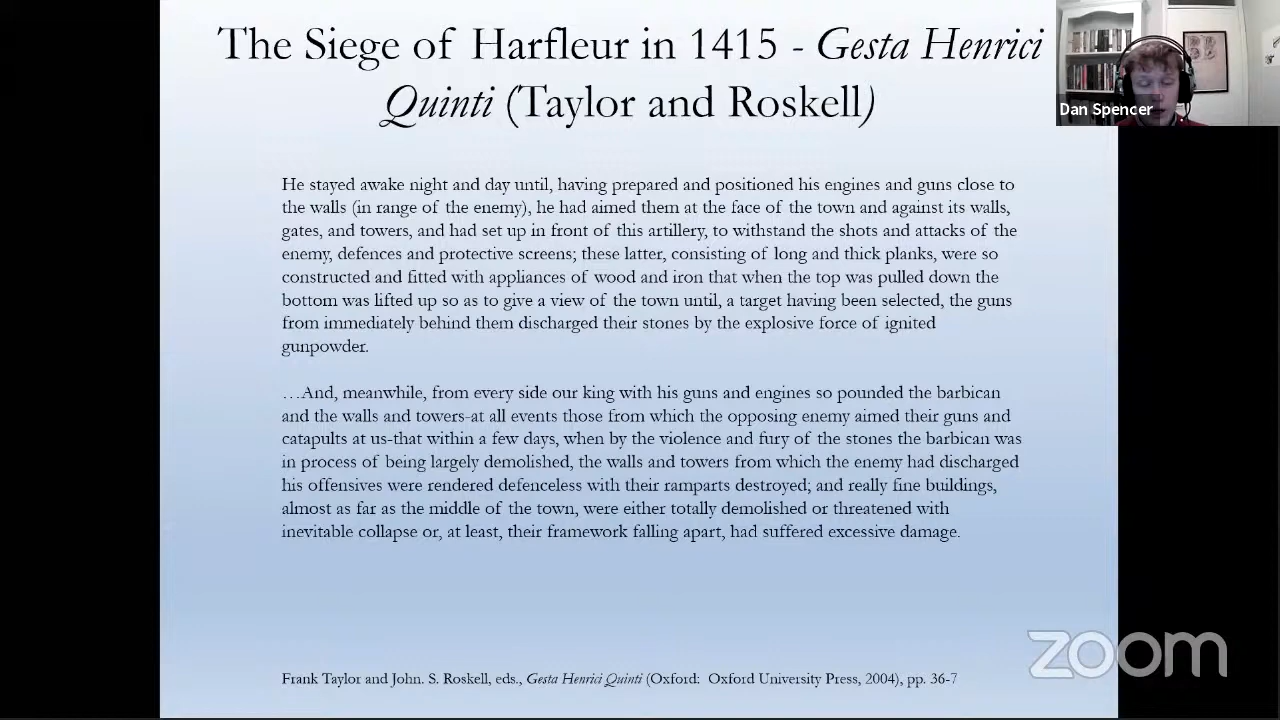 The Siege of Harfleur in 1415 - Gesta Henrici
Quinti (Taylor and Roskell)
Dan Spencer
He stayed awake night and day until, having prepared and positioned his engines and guns close to
the walls (in range of the enemy), he had aimed them at the face of the town and against its walls,
gates, and towers, and had set up in front of this artillery, to withstand the shots and attacks of the
enemy, defences and protective screens; these latter, consisting of long and thick planks, were so
constructed and fitted with appliances of wood and iron that when the top was pulled down the
bottom was lifted up so as to give a view of the town until, a target having been selected, the guns
from immediately behind them discharged their stones by the explosive force of ignited
gunpowder.
…And, meanwhile, from every side our king with his guns and engines so pounded the barbican
and the walls and towers-at all events those from which the opposing enemy aimed their guns and
catapults at us-that within a few days, when by the violence and fury of the stones the barbican was
in process of being largely demolished, the walls and towers from which the enemy had discharged
his offensives were rendered defenceless with their ramparts destroyed; and really fine buildings,
almost as far as the middle of the town, were either totally demolished or threatened with
inevitable collapse or, at least, their framework falling apart, had suffered excessive damage.
zoom
Frank Taylor and John. S. Roskell, eds., Gesta Henrici Quinti (Oxford: Oxford University Press, 2004), pp. 36-7